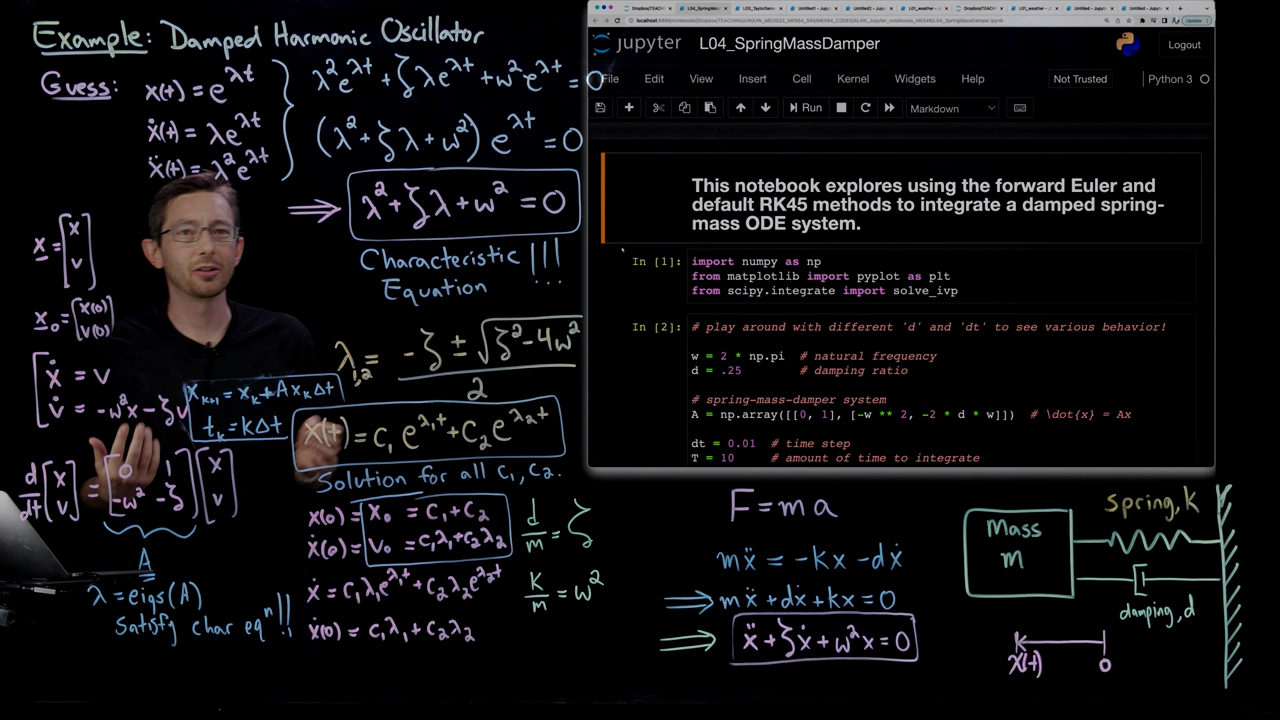 Example: Damped Harmonic Oscillator
Guess: x(t) = e^{λt}
ẋ(t) = λe^{λt}
ẍ(t) = λ²e^{λt}
λ²e^{λt} + ζλe^{λt} + w²e^{λt} = 0
(λ² + ζλ + w²) e^{λt} = 0
⇒ λ² + ζλ + w² = 0
Characteristic !!!
Equation
λ₁,₂ = (-ζ ± √(ζ² - 4w²)) / 2
x(t) = C₁e^{λ₁t} + C₂e^{λ₂t}
Solution for all C₁, C₂.
x(0) = x₀ = C₁ + C₂
ẋ(0) = v₀ = C₁λ₁ + C₂λ₂
ẋ = C₁λ₁e^{λ₁t} + C₂λ₂e^{λ₂t}
ẋ(0) = C₁λ₁ + C₂λ₂
d/m = ζ
k/m = w²
x = [x v]
x₀ = [x(0) v(0)]
ẋ = v
v̇ = -w²x - ζv
x_{k+1} = x_k + A x_k Δt
t_k = kΔt
d/dt [x v] = [0 1 -w² -ζ] [x v]
A
λ = eigs(A)
Satisfy char eqⁿ!!
jupyter L04_SpringMassDamper
Logout
File Edit View Insert Cell Kernel Widgets Help Not Trusted Python 3
Run Markdown
This notebook explores using the forward Euler and
default RK45 methods to integrate a damped spring-
mass ODE system.
In [1]: import numpy as np
from matplotlib import pyplot as plt
from scipy.integrate import solve_ivp
In [2]: # play around with different 'd' and 'dt' to see various behavior!
w = 2 * np.pi # natural frequency
d = .25 # damping ratio
# spring-mass-damper system
A = np.array([[0, 1], [-w ** 2, -2 * d * w]]) # \dot{x} = Ax
dt = 0.01 # time step
T = 10 # amount of time to integrate
F = ma
mẍ = -kx - dẋ
⇒ mẍ + dẋ + kx = 0
⇒ ẍ + ζẋ + w²x = 0
spring, k
Mass
m
damping, d
x(t) 0